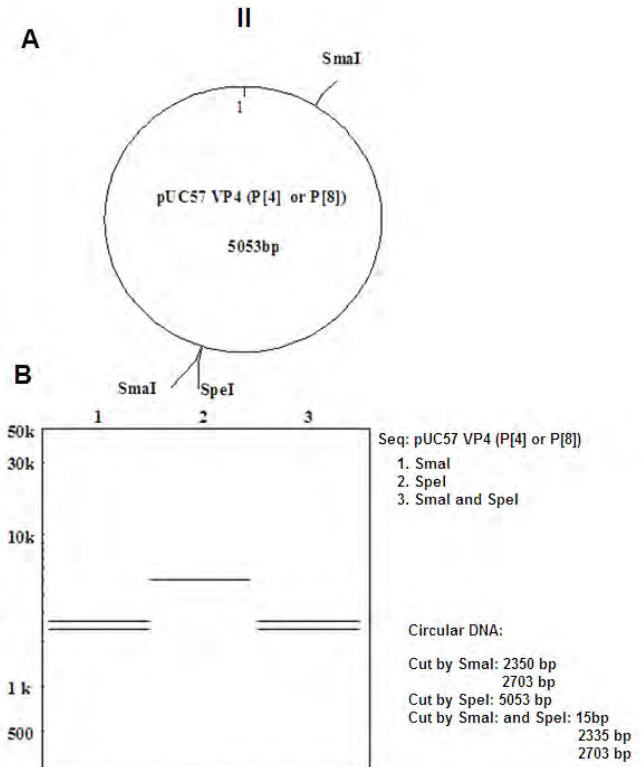 II
A
SmaI
1
pUC57 VP4 (P[4] or P[8])
5053bp
SmaI
SpeI
B
1 2 3
50k
30k
10k
1 k
500
Seq: pUC57 VP4 (P[4] or P[8])
1. SmaI
2. SpeI
3. SmaI and SpeI
Circular DNA:
Cut by SmaI: 2350 bp
2703 bp
Cut by SpeI: 5053 bp
Cut by SmaI: and SpeI: 15bp
2335 bp
2703 bp